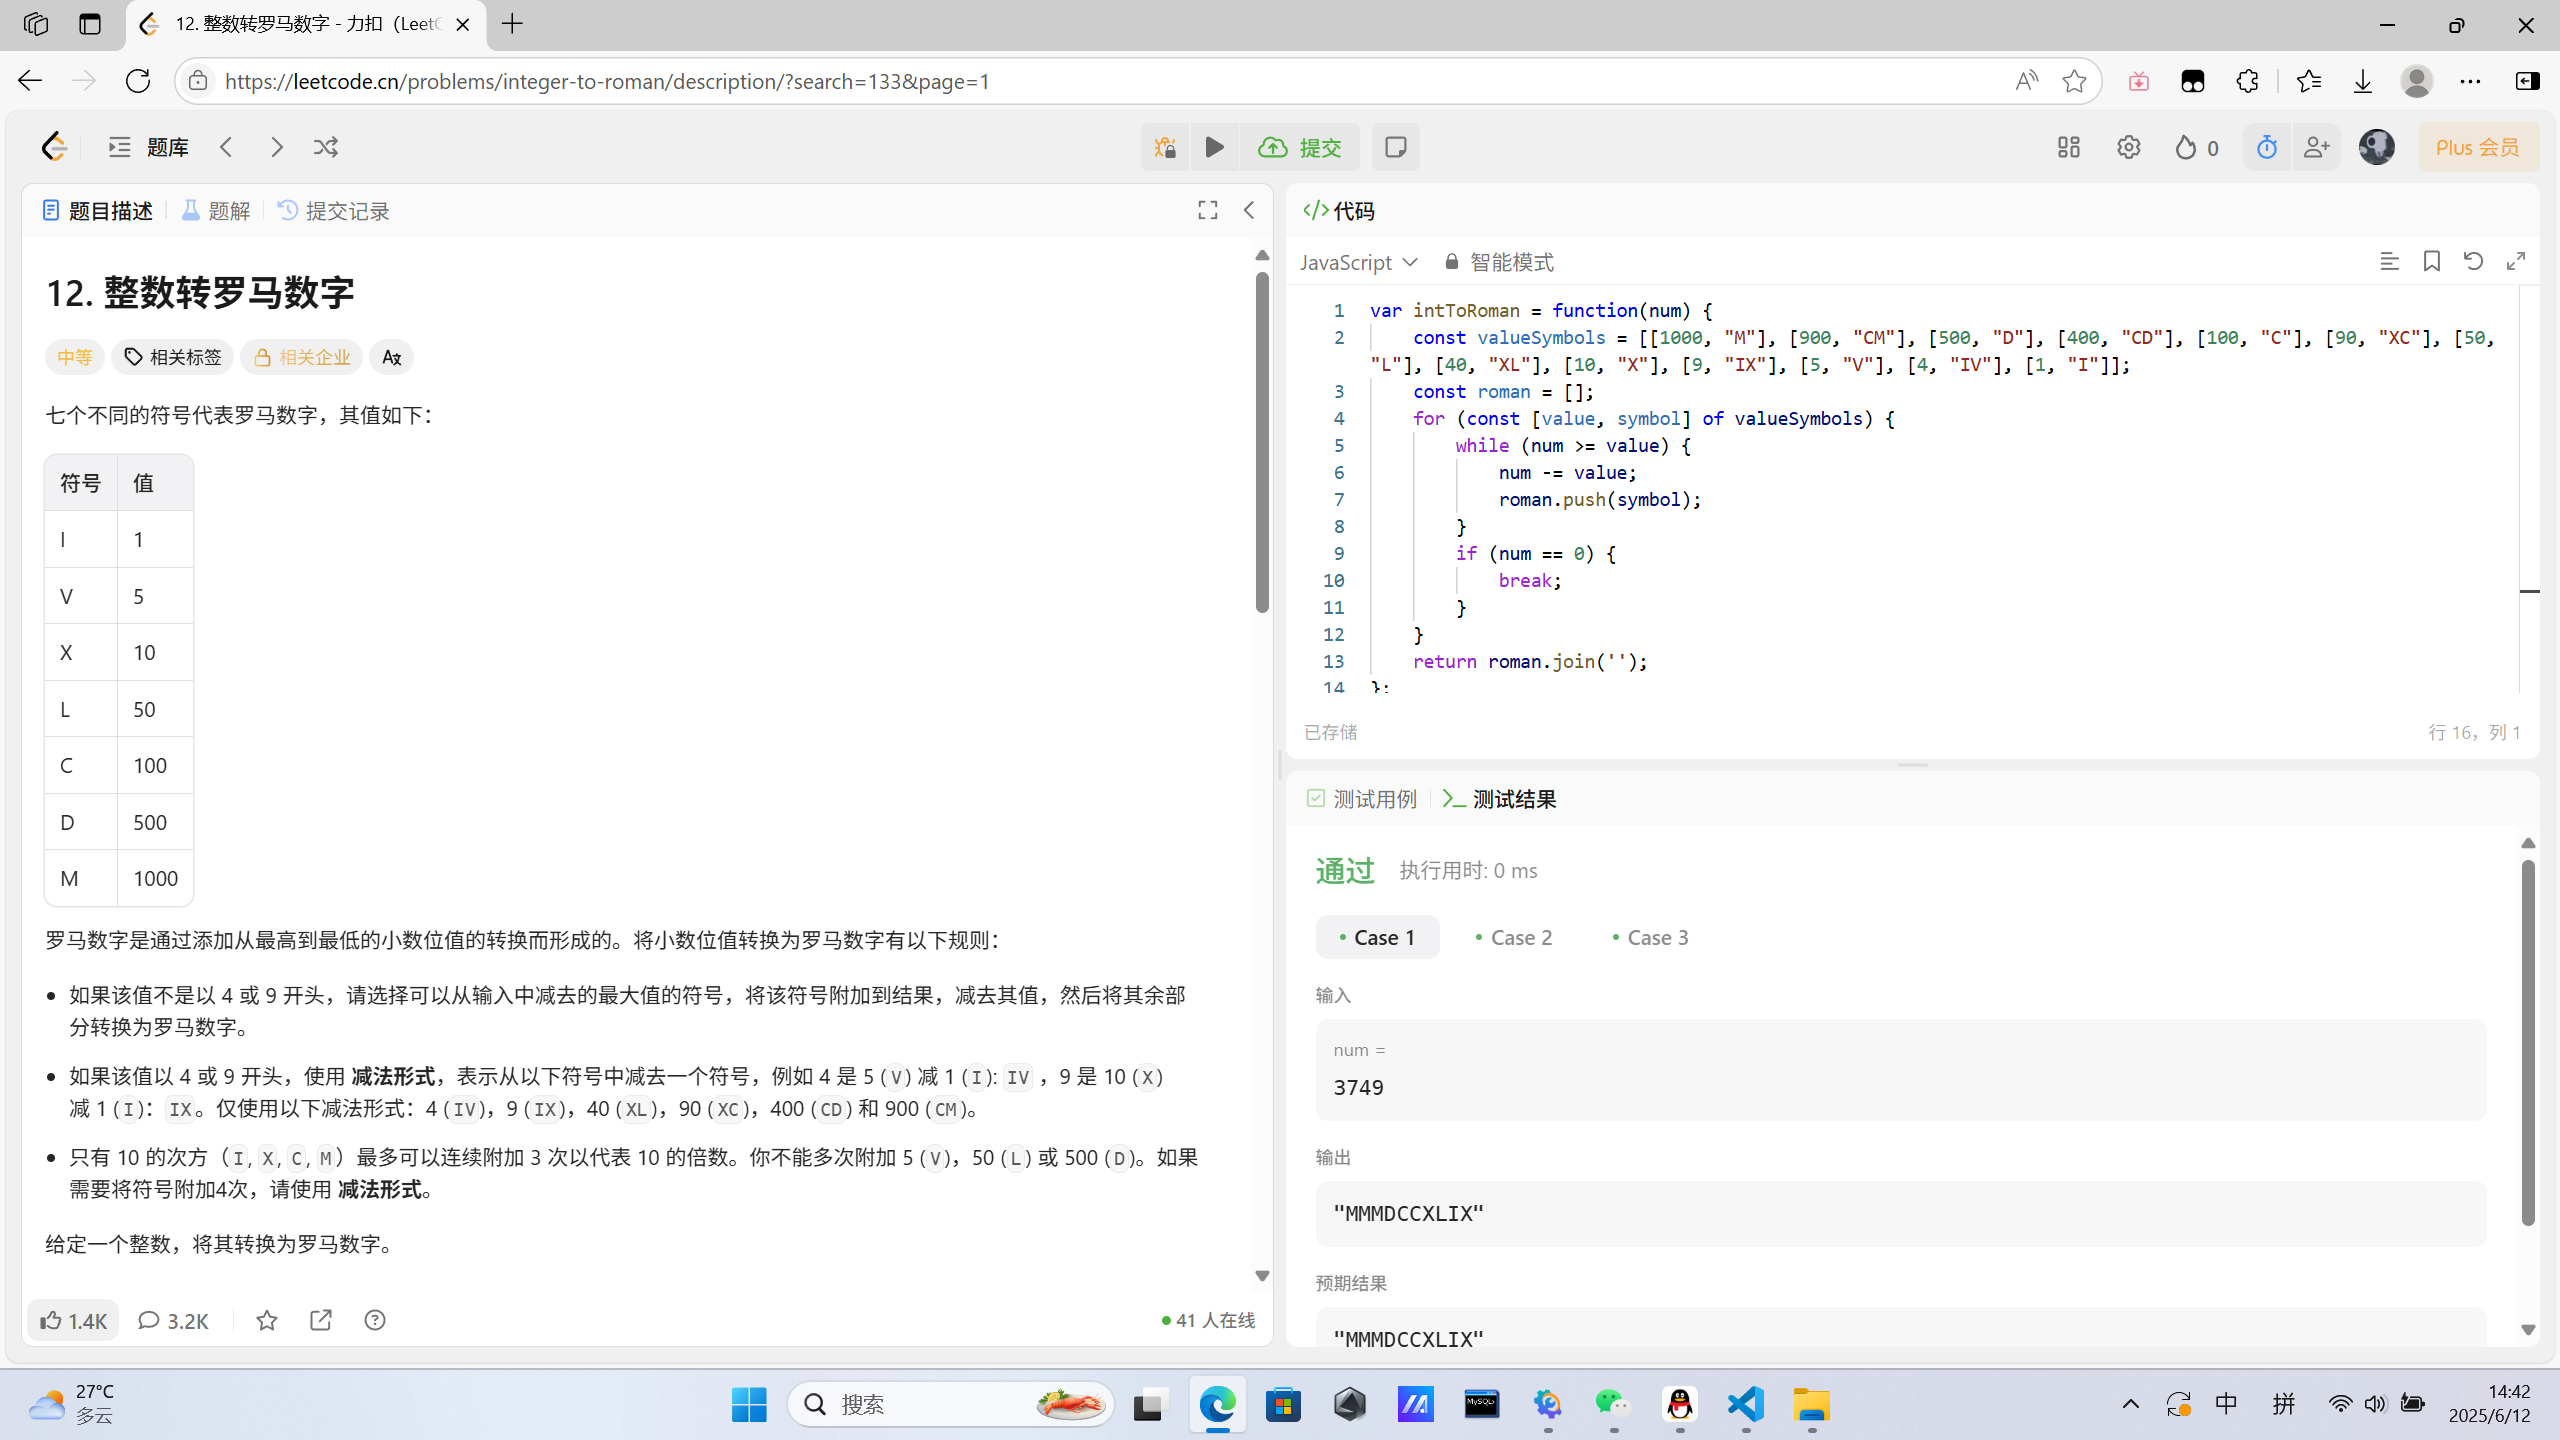 12. 整数转罗马数字 - 力扣（Leet
https://leetcode.cn/problems/integer-to-roman/description/?search=133&page=1
题库
提交
0
Plus 会员
题目描述
题解
提交记录
12. 整数转罗马数字
中等
相关标签
相关企业
七个不同的符号代表罗马数字，其值如下：
符号 值
I 1
V 5
X 10
L 50
C 100
D 500
M 1000
罗马数字是通过添加从最高到最低的小数位值的转换而形成的。将小数位值转换为罗马数字有以下规则：
如果该值不是以 4 或 9 开头，请选择可以从输入中减去的最大值的符号，将该符号附加到结果，减去其值，然后将其余部
分转换为罗马数字。
如果该值以 4 或 9 开头，使用 减法形式，表示从以下符号中减去一个符号，例如 4 是 5 (V) 减 1 (I): IV ，9 是 10 (X)
减 1 (I)：IX。仅使用以下减法形式：4 (IV)，9 (IX)，40 (XL)，90 (XC)，400 (CD) 和 900 (CM)。
只有 10 的次方（I, X, C, M）最多可以连续附加 3 次以代表 10 的倍数。你不能多次附加 5 (V)，50 (L) 或 500 (D)。如果
需要将符号附加4次，请使用 减法形式。
给定一个整数，将其转换为罗马数字。
1.4K
3.2K
41 人在线
代码
JavaScript
智能模式
1 var intToRoman = function(num) {
2 const valueSymbols = [[1000, "M"], [900, "CM"], [500, "D"], [400, "CD"], [100, "C"], [90, "XC"], [50,
"L"], [40, "XL"], [10, "X"], [9, "IX"], [5, "V"], [4, "IV"], [1, "I"]];
3 const roman = [];
4 for (const [value, symbol] of valueSymbols) {
5 while (num >= value) {
6 num -= value;
7 roman.push(symbol);
8 }
9 if (num == 0) {
10 break;
11 }
12 }
13 return roman.join('');
14 };
已存储
行 16，列 1
测试用例
测试结果
通过
执行用时: 0 ms
Case 1
Case 2
Case 3
输入
num =
3749
输出
"MMMDCCXLIX"
预期结果
"MMMDCCXLIX"
27°C
多云
搜索
MySQL
中
拼
14:42
2025/6/12